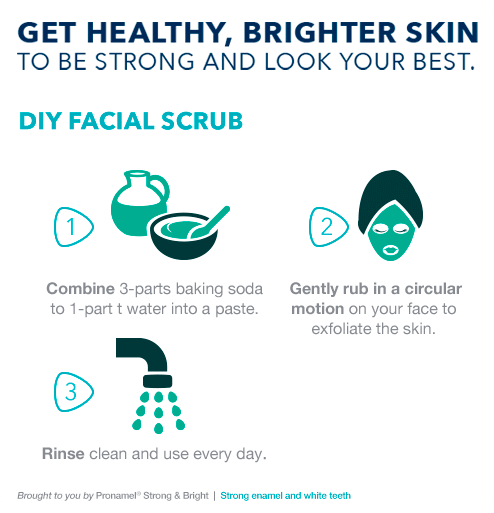 GET HEALTHY, BRIGHTER SKIN
TO BE STRONG AND LOOK YOUR BEST.
DIY FACIAL SCRUB
1
Combine 3-parts baking soda
to 1-part t water into a paste.
2
Gently rub in a circular
motion on your face to
exfoliate the skin.
3
Rinse clean and use every day.
Brought to you by Pronamel® Strong & Bright | Strong enamel and white teeth